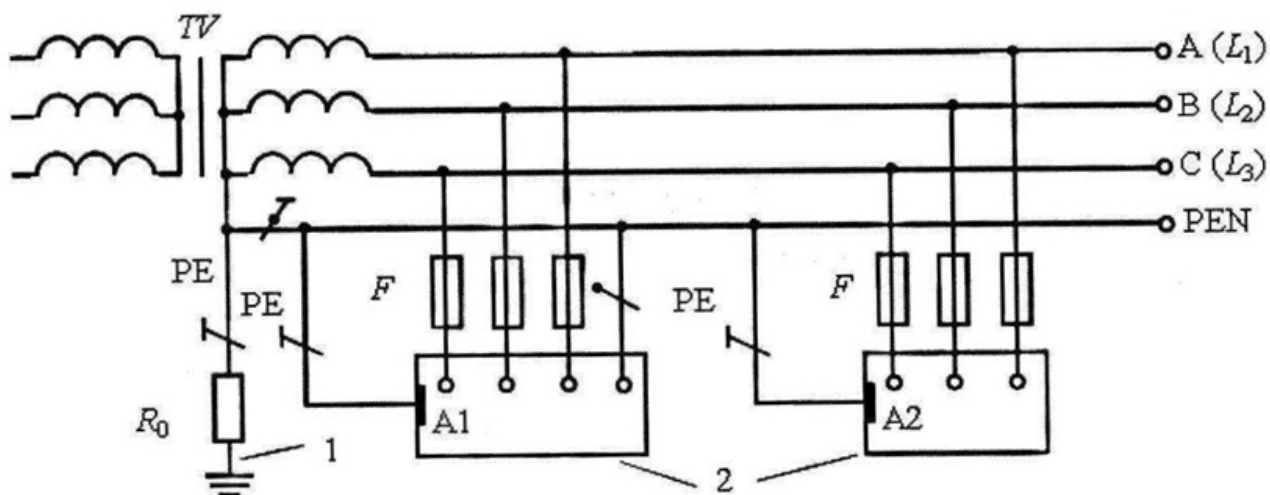 TV
A (L₁)
B (L₂)
C (L₃)
PEN
PE
PE
F
PE
F
R₀
1
A1
2
A2